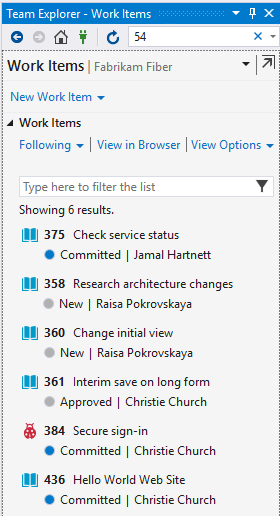 Team Explorer - Work Items
54
Work Items | Fabrikam Fiber
New Work Item
Work Items
Following | View in Browser | View Options
Type here to filter the list
Showing 6 results.
375 Check service status
Committed | Jamal Hartnett
358 Research architecture changes
New | Raisa Pokrovskaya
360 Change initial view
New | Raisa Pokrovskaya
361 Interim save on long form
Approved | Christie Church
384 Secure sign-in
Committed | Christie Church
436 Hello World Web Site
Committed | Christie Church